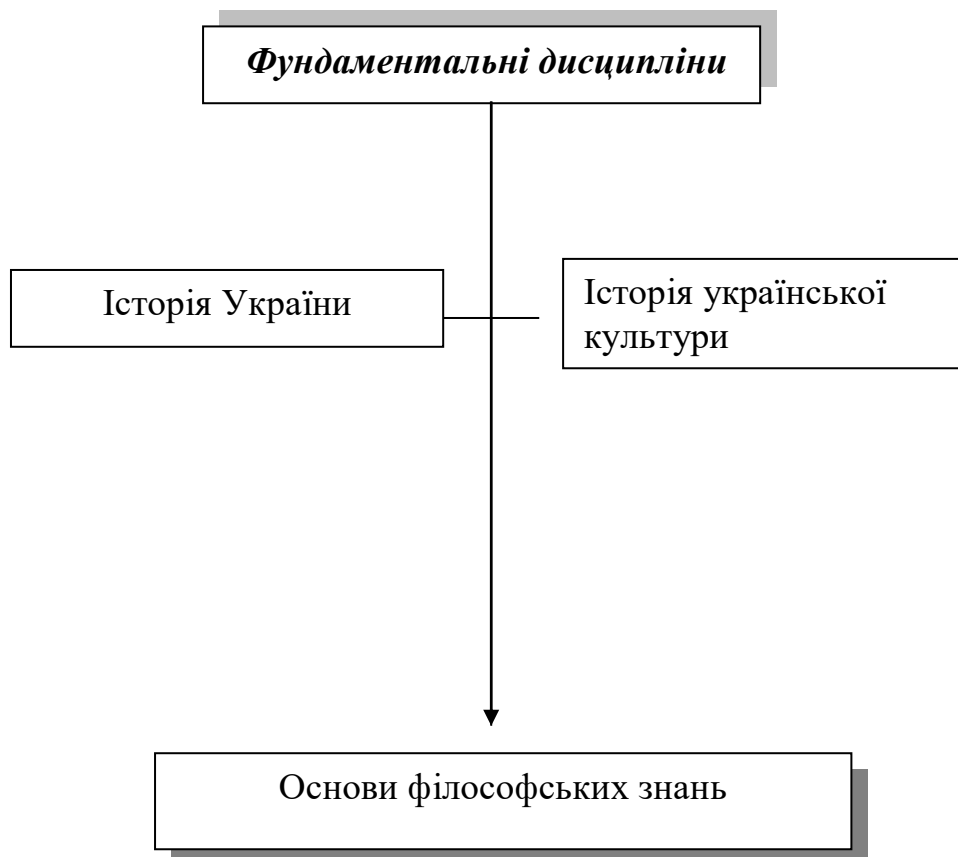 Фундаментальні дисципліни
Історія України
Історія української
культури
Основи філософських знань